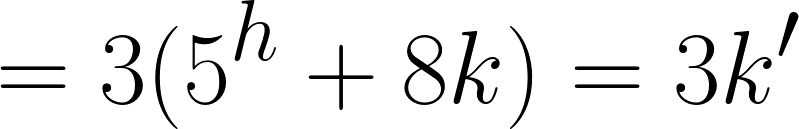 = 3(5^h + 8k) = 3k′